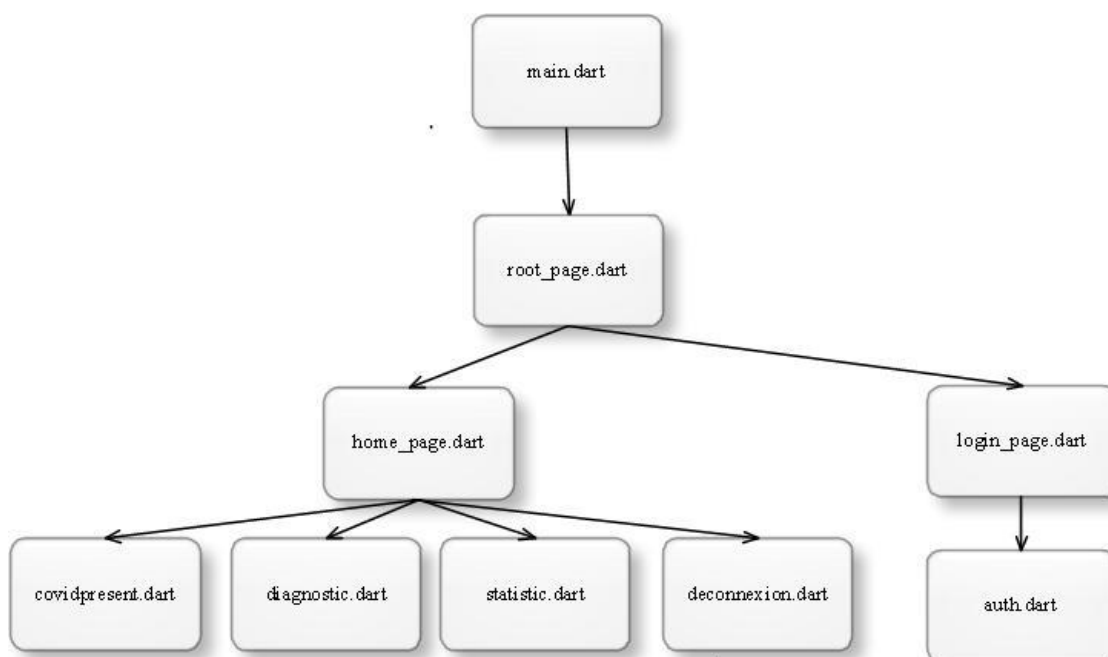 main.dart
root_page.dart
home_page.dart
login_page.dart
covidpresent.dart
diagnostic.dart
statistic.dart
deconnexion.dart
auth.dart